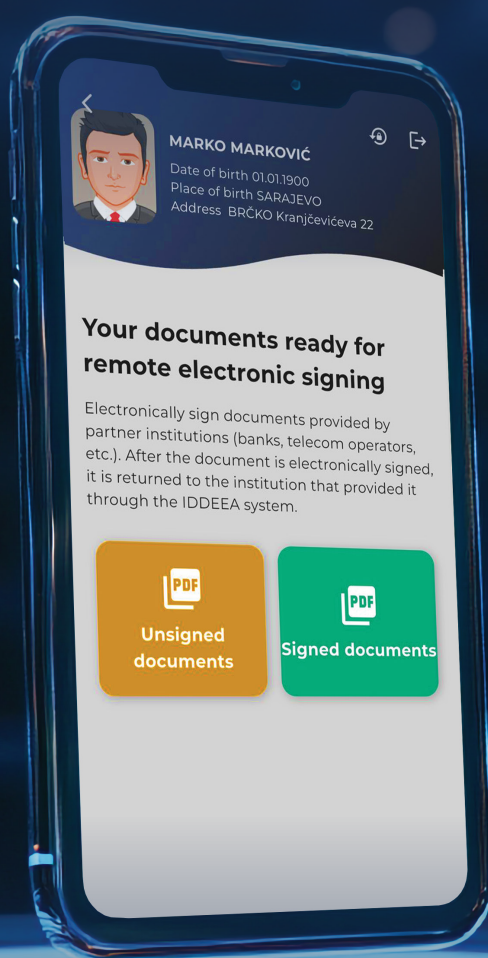 MARKO MARKOVIĆ
Date of birth 01.01.1900
Place of birth SARAJEVO
Address BRČKO Kranjčevićeva 22
Your documents ready for
remote electronic signing
Electronically sign documents provided by
partner institutions (banks, telecom operators,
etc.). After the document is electronically signed,
it is returned to the institution that provided it
through the IDDEEA system.
PDF
Unsigned
documents
PDF
Signed documents